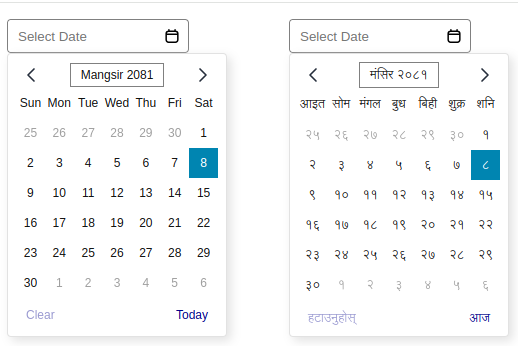 Select Date
Mangsir 2081
Sun Mon Tue Wed Thu Fri Sat
25 26 27 28 29 30 1
2 3 4 5 6 7 8
9 10 11 12 13 14 15
16 17 18 19 20 21 22
23 24 25 26 27 28 29
30 1 2 3 4 5 6
Clear Today
Select Date
मंसिर २०८१
आइत सोम मंगल बुध बिही शुक्र शनि
२५ २६ २७ २८ २९ ३० १
२ ३ ४ ५ ६ ७ ८
९ १० ११ १२ १३ १४ १५
१६ १७ १८ १९ २० २१ २२
२३ २४ २५ २६ २७ २८ २९
३० १ २ ३ ४ ५ ६
हटाउनुहोस् आज